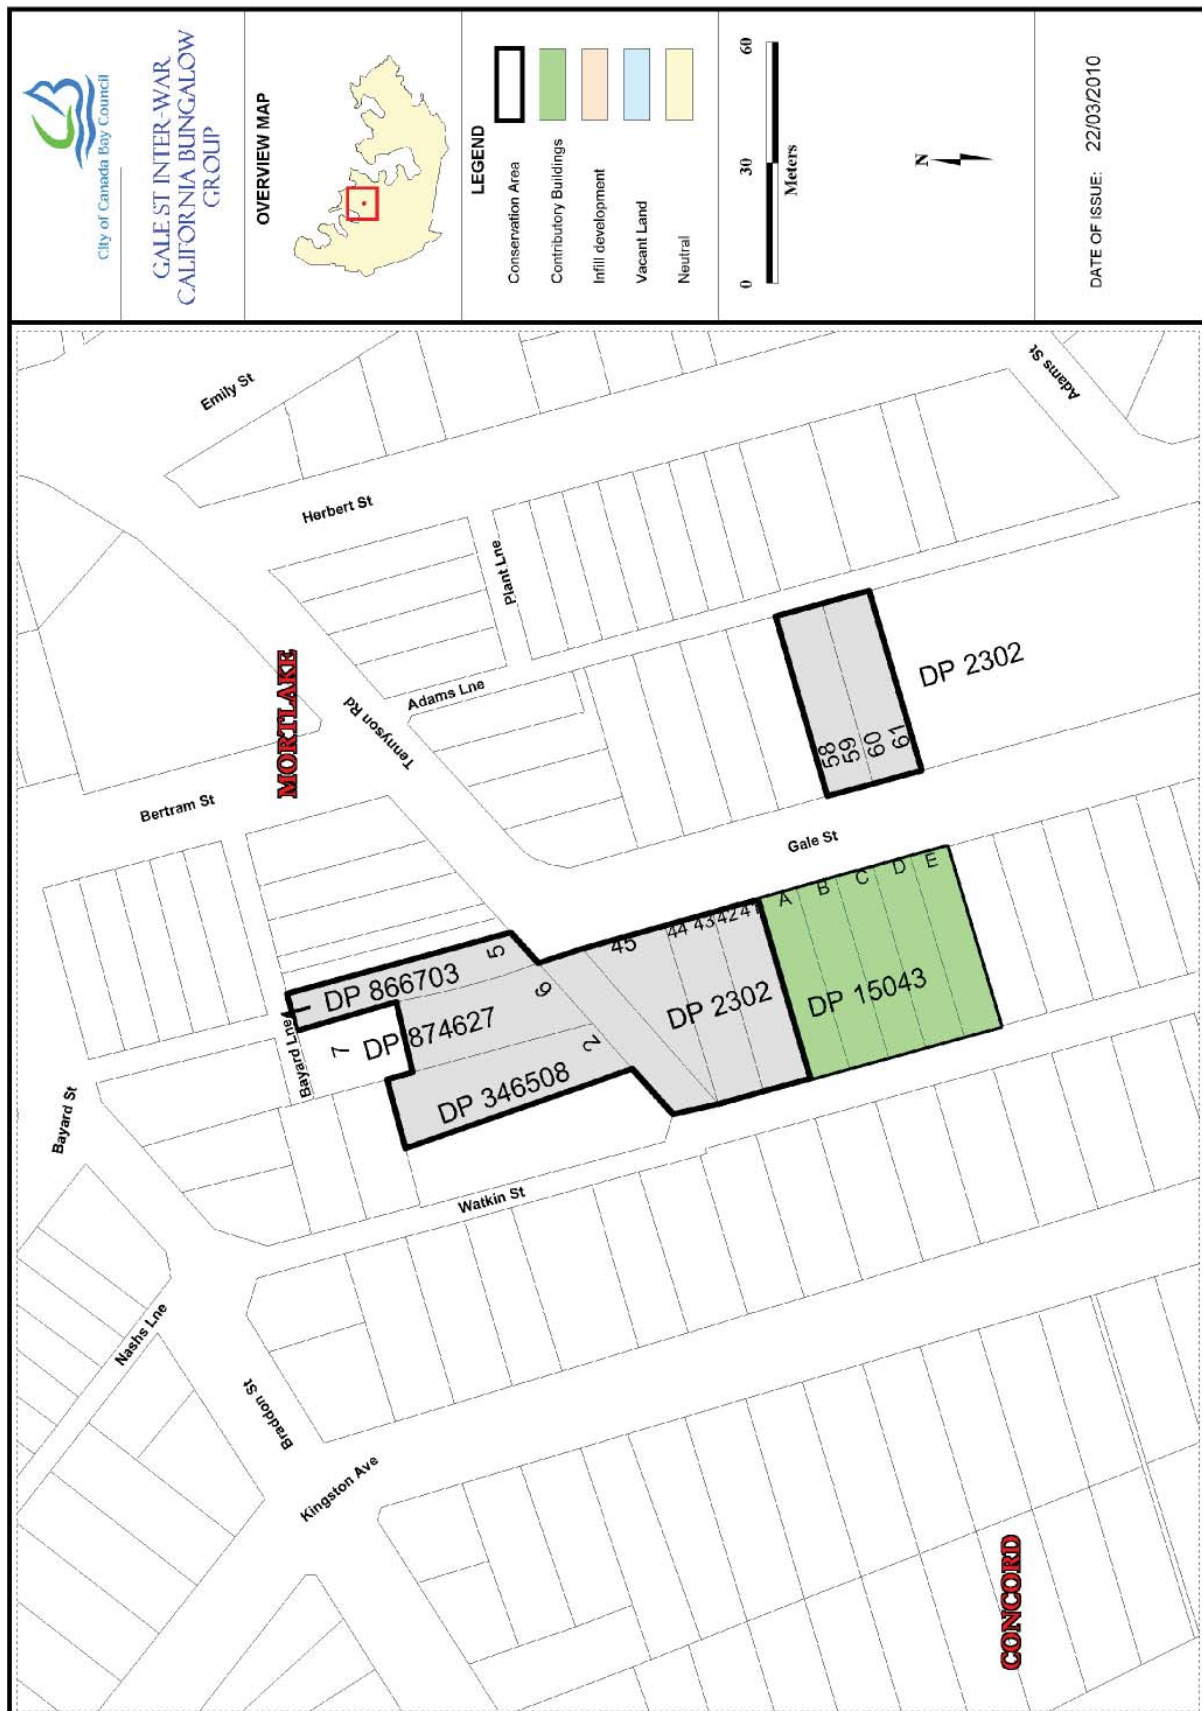 City of Canada Bay Council
GALE ST INTER-WAR
CALIFORNIA BUNGALOW
GROUP
OVERVIEW MAP
LEGEND
Conservation Area
Contributory Buildings
Infill development
Vacant Land
Neutral
0 30 60
Meters
N
DATE OF ISSUE: 22/03/2010
Emily St
Adams St
Herbert St
Plant Lne
MORTLAKE
Tennyson Rd
Adams Lne
DP 2302
58
59
60
61
Bertram St
Gale St
5
DP 866703
6
DP 874627
7
Bayard Lne
2
DP 346508
45
44
43
42
DP 2302
A
B
C
D
E
DP 15043
Bayard St
Watkin St
Nashs Lne
Braddon St
Kingston Ave
CONCORD